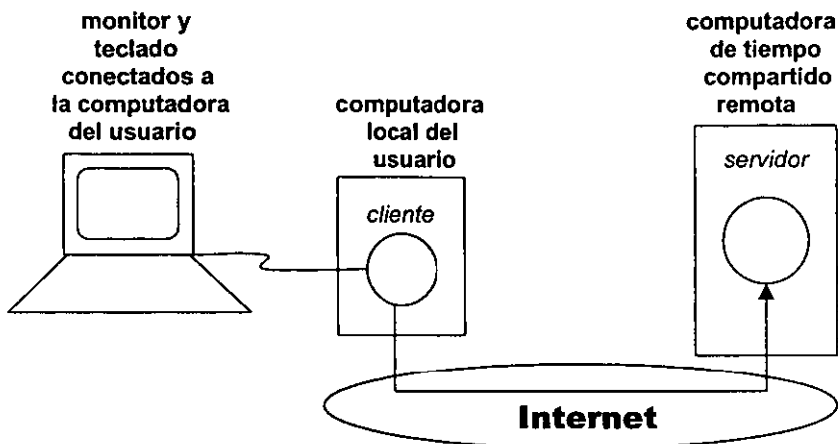 monitor y
teclado
conectados a
la computadora
del usuario
computadora
local del
usuario
cliente
computadora
de tiempo
compartido
remota
servidor
Internet